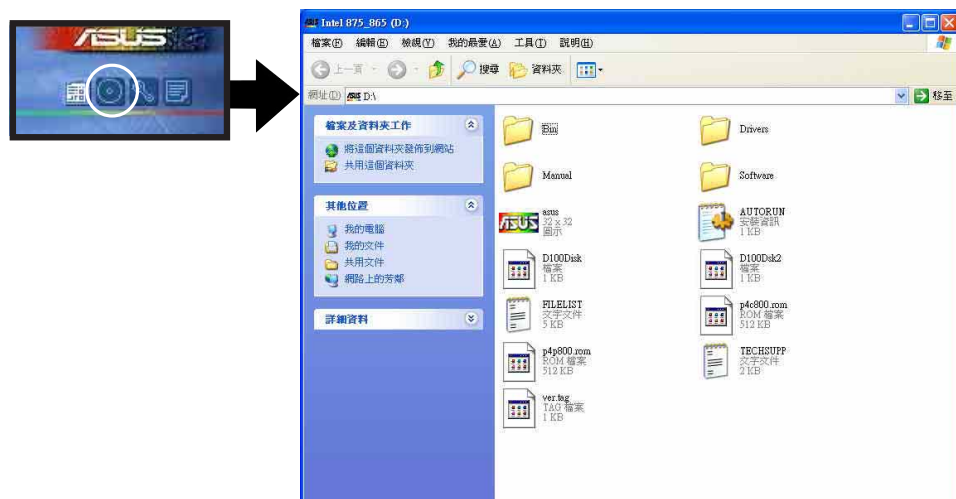 ASUS
Intel 875_865 (D:)
檔案(F) 編輯(E) 檢視(V) 我的最愛(A) 工具(T) 說明(H)
上一頁 搜尋 資料夾
網址(D) D:\ 移至
檔案及資料夾工作
將這個資料夾發佈到網站
共用這個資料夾
其他位置
我的電腦
我的文件
共用文件
網路上的芳鄰
詳細資料
Bin
Drivers
Manual
Software
ASUS
asus
32 x 32
圖示
AUTORUN
安裝資訊
1 KB
D100Disk
檔案
1 KB
D100Dsk2
檔案
1 KB
FILELIST
文字文件
5 KB
p4c800.rom
ROM 檔案
512 KB
p4p800.rom
ROM 檔案
512 KB
TECHSUPP
文字文件
2 KB
ver.tag
TAG 檔案
1 KB